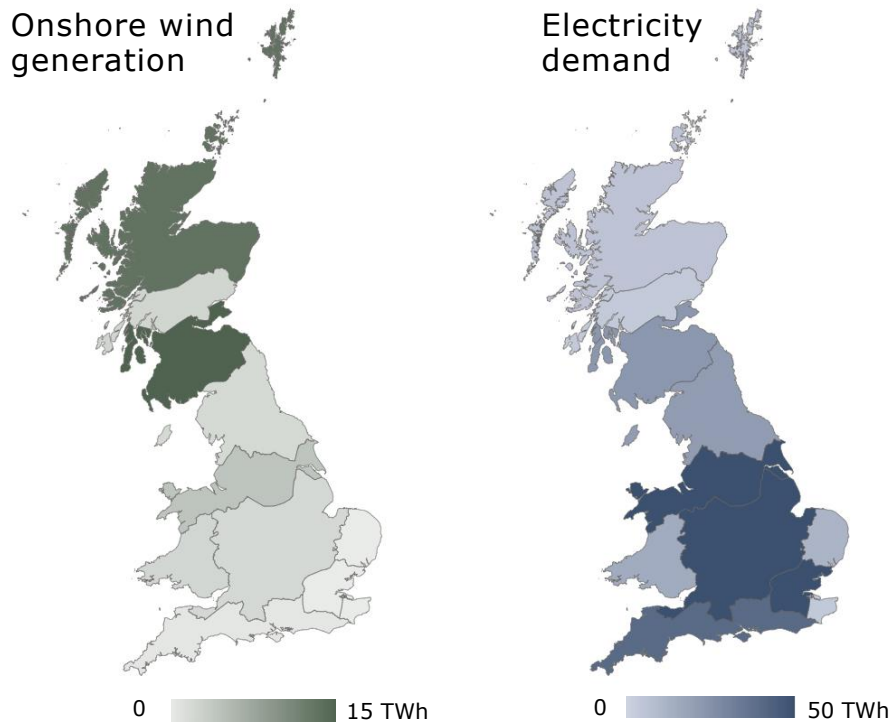 Onshore wind
generation
Electricity
demand
0
15 TWh
0
50 TWh